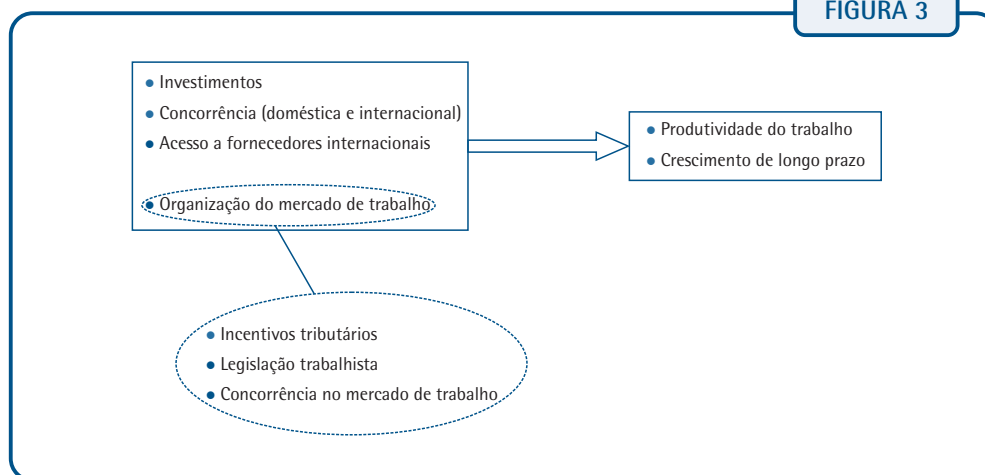 FIGURA 3
• Investimentos
• Concorrência (doméstica e internacional)
• Acesso a fornecedores internacionais
• Organização do mercado de trabalho
• Produtividade do trabalho
• Crescimento de longo prazo
• Incentivos tributários
• Legislação trabalhista
• Concorrência no mercado de trabalho